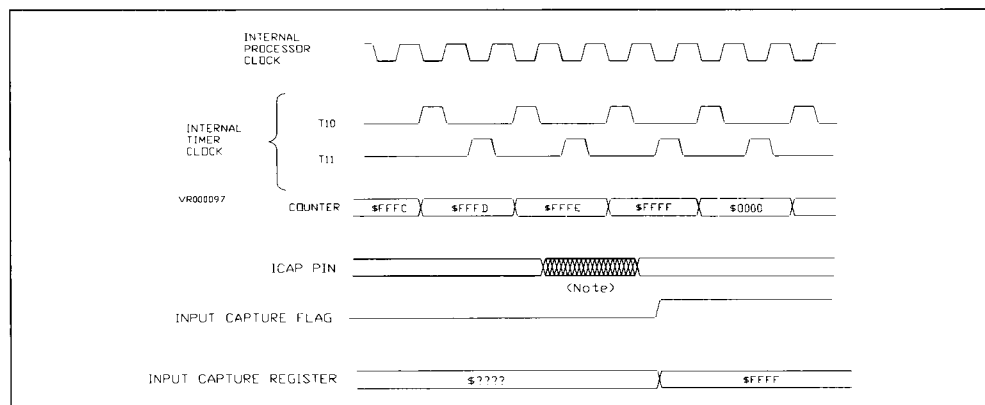 INTERNAL
PROCESSOR
CLOCK
INTERNAL
TIMER
CLOCK
T10
T11
VR000097
COUNTER
$FFFC $FFFD $FFFE $FFFF $0000
ICAP PIN
(Note)
INPUT CAPTURE FLAG
INPUT CAPTURE REGISTER
$???? $FFFF